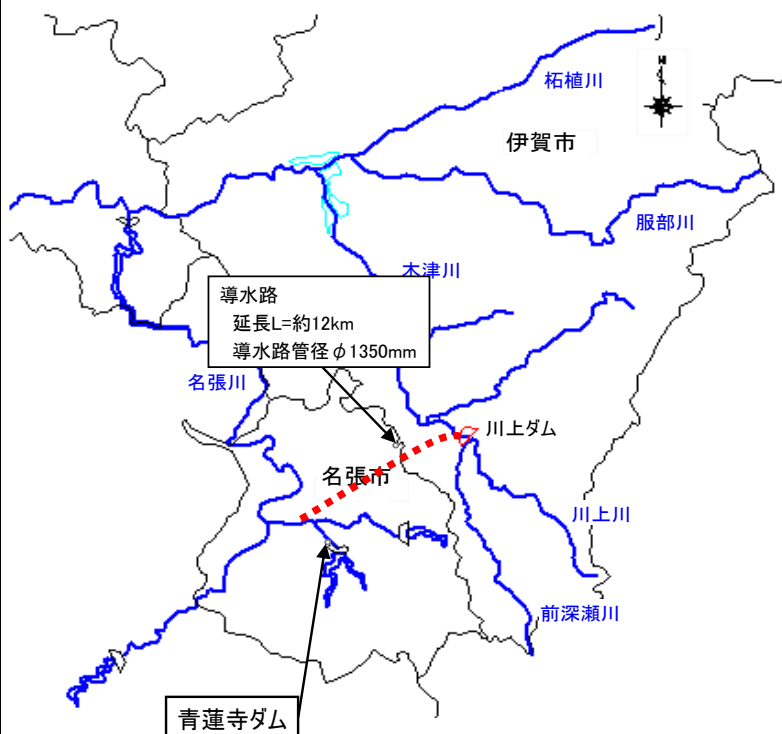 柘植川
N
伊賀市
服部川
木津川
導水路
延長L=約12km
導水路管径φ1350mm
名張川
川上ダム
名張市
川上川
前深瀬川
青蓮寺ダム